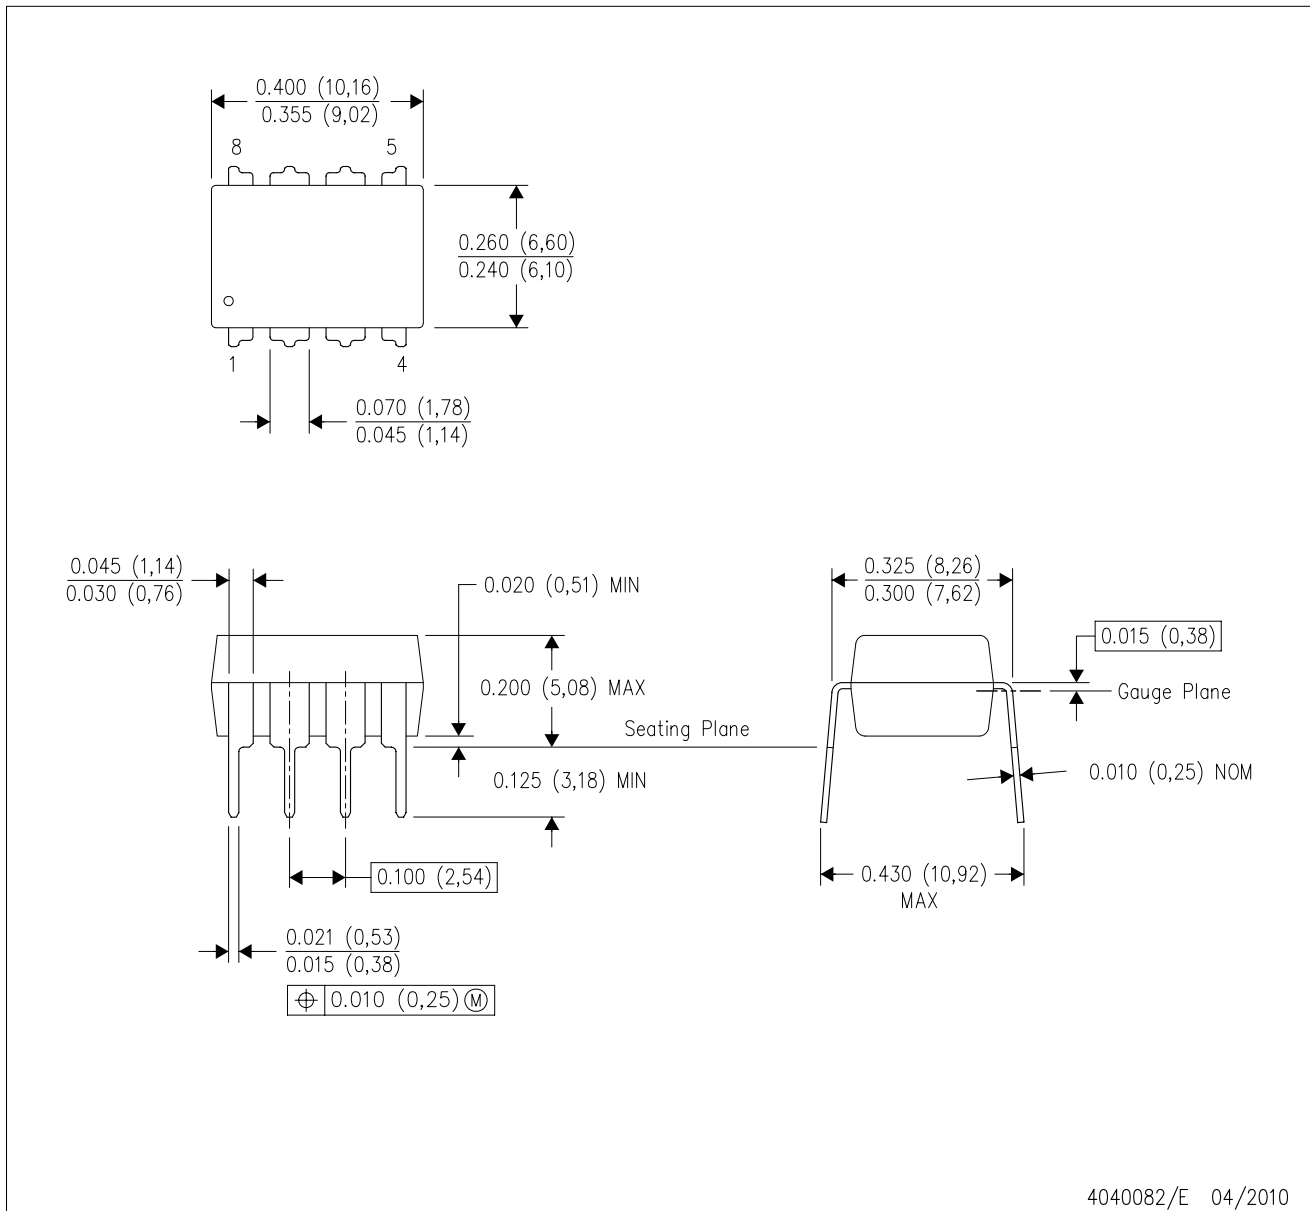 0.400 (10,16)
0.355 (9,02)
8
5
0.260 (6,60)
0.240 (6,10)
1
4
0.070 (1,78)
0.045 (1,14)
0.045 (1,14)
0.030 (0,76)
0.020 (0,51) MIN
0.200 (5,08) MAX
Seating Plane
0.125 (3,18) MIN
0.100 (2,54)
0.021 (0,53)
0.015 (0,38)
⌖ 0.010 (0,25) Ⓜ
0.325 (8,26)
0.300 (7,62)
0.015 (0,38)
Gauge Plane
0.010 (0,25) NOM
0.430 (10,92)
MAX
4040082/E 04/2010